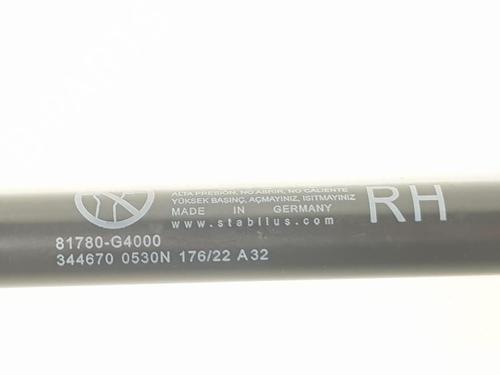 ALTA PRESIÓN, NO ABRIR, NO CALIENTE
YÜKSEK BASINÇ, AÇMAYINIZ, ISITMAYINIZ
MADE IN GERMANY
www.stabilus.com
RH
81780-G4000
344670 0530N 176/22 A32